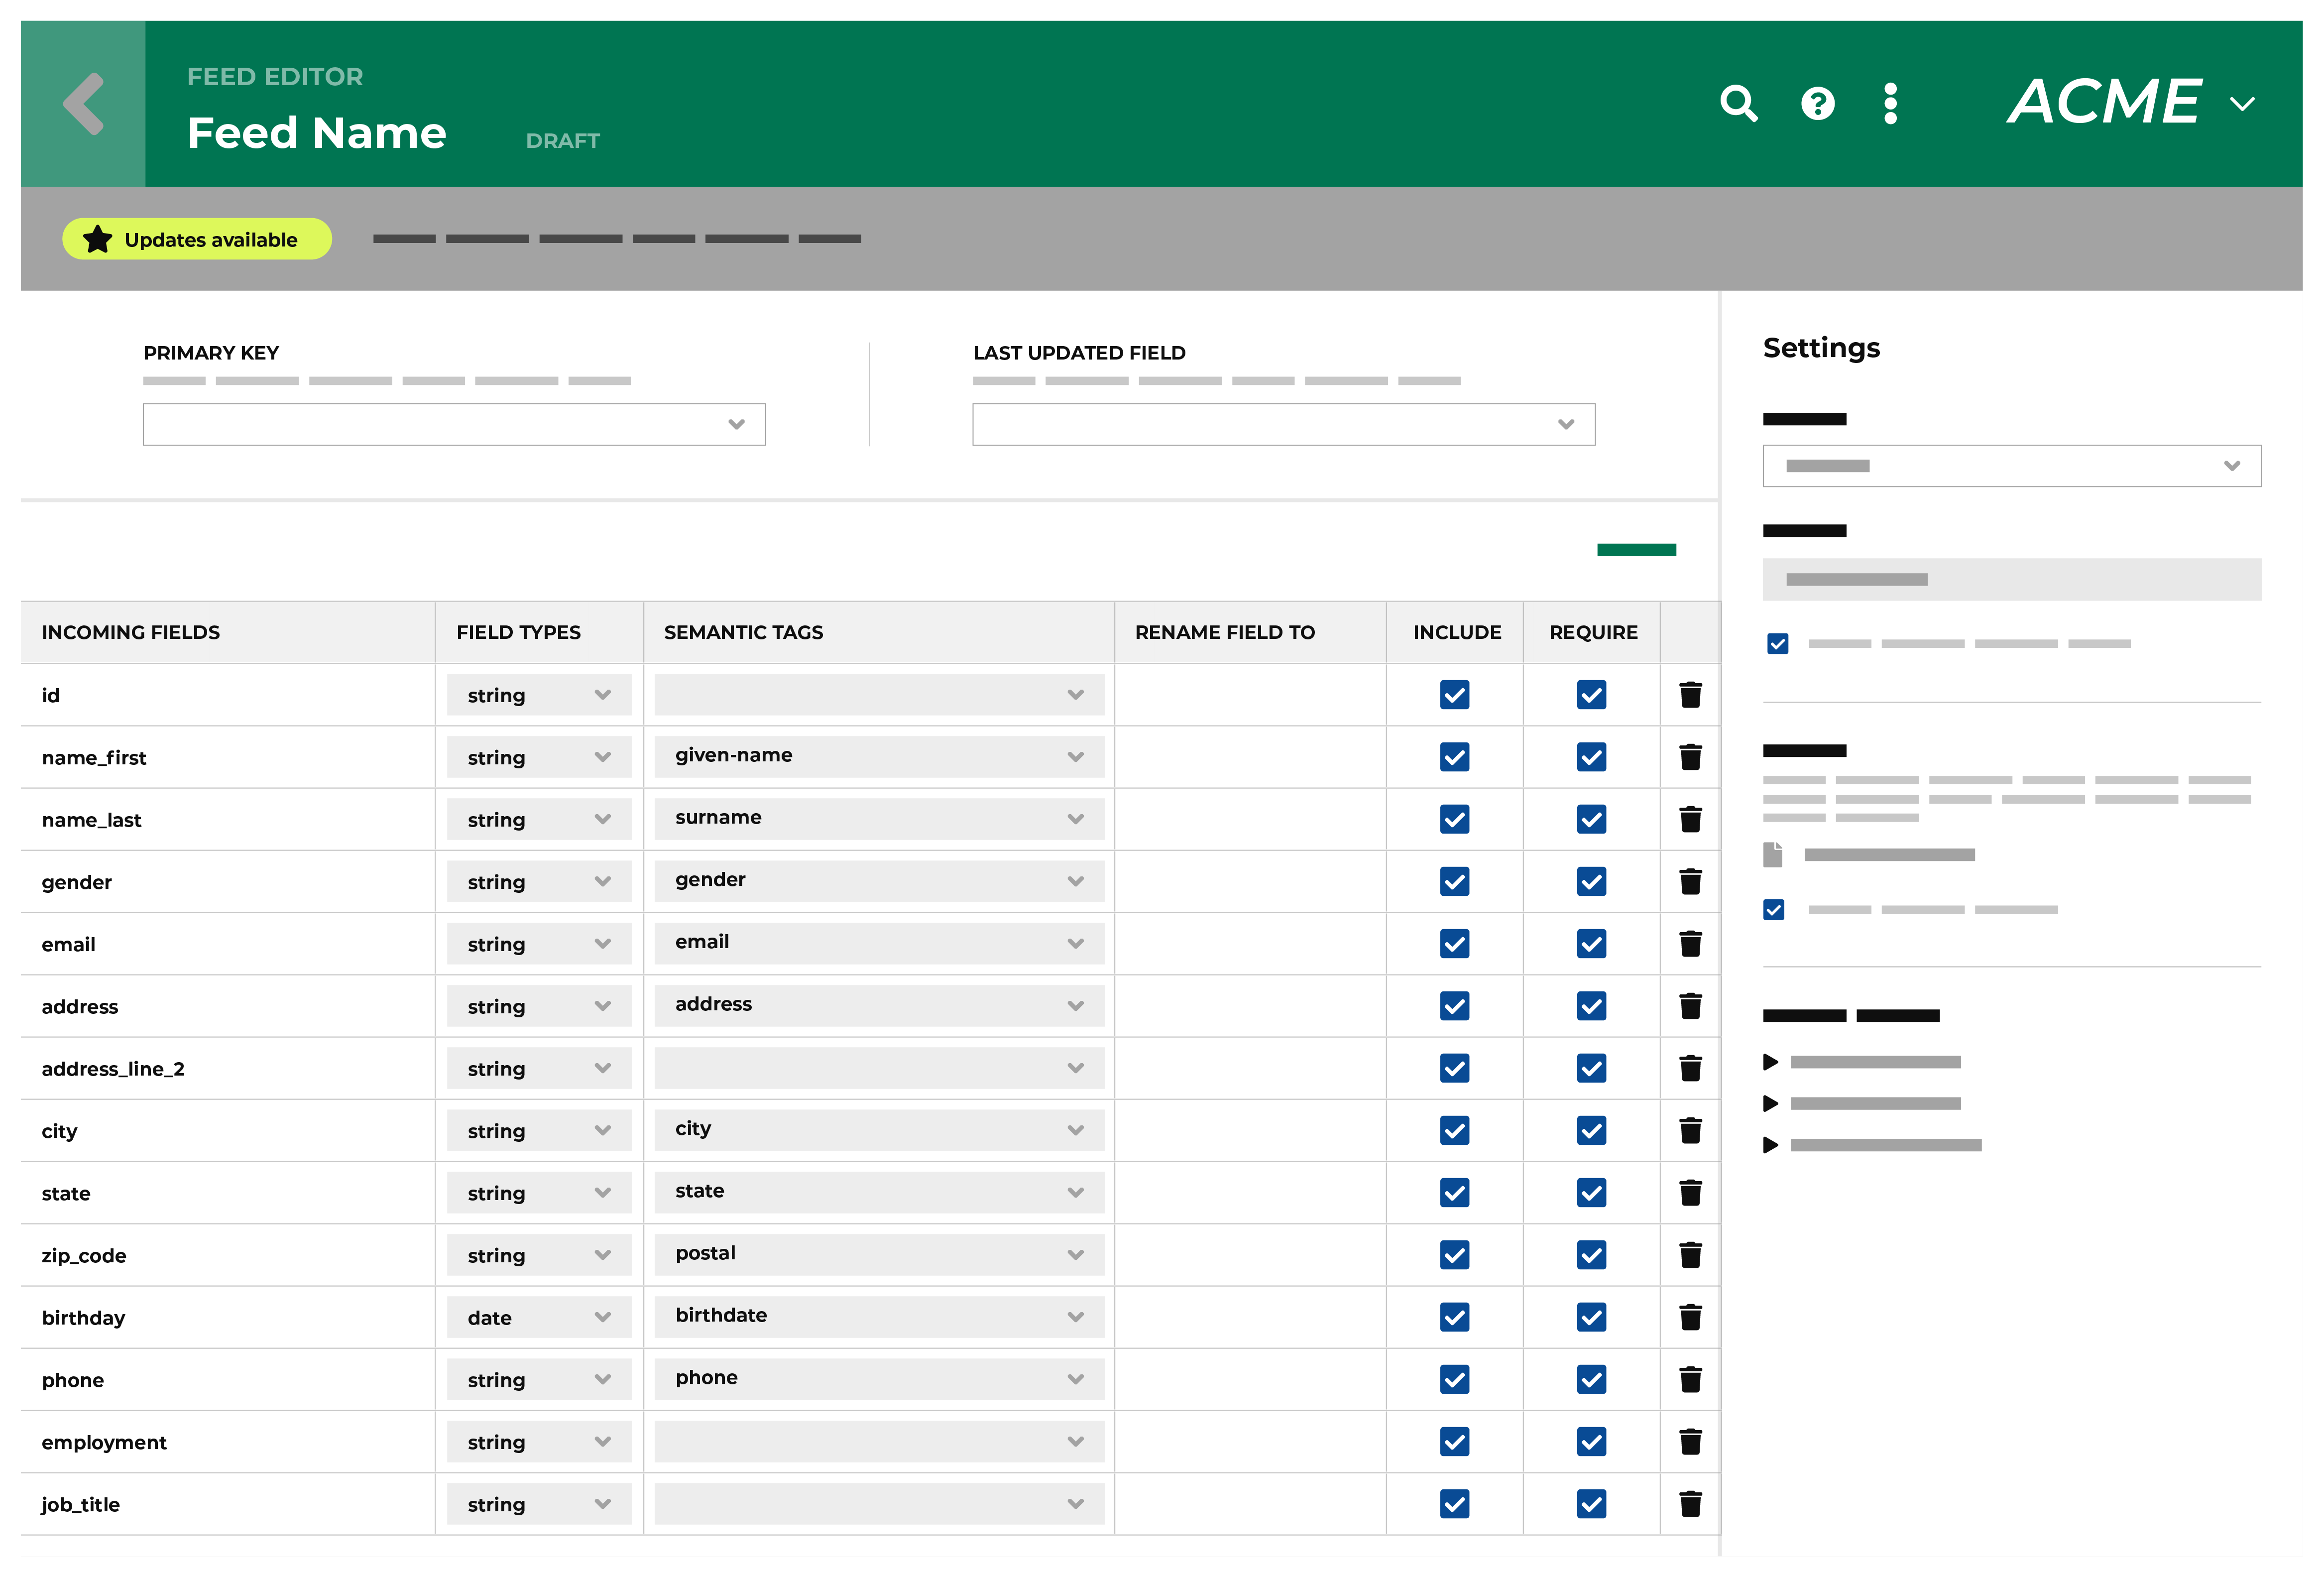 FEED EDITOR
Feed Name DRAFT
ACME
Updates available
PRIMARY KEY
LAST UPDATED FIELD
Settings
INCOMING FIELDS FIELD TYPES SEMANTIC TAGS RENAME FIELD TO INCLUDE REQUIRE
id string
name_first string given-name
name_last string surname
gender string gender
email string email
address string address
address_line_2 string
city string city
state string state
zip_code string postal
birthday date birthdate
phone string phone
employment string
job_title string